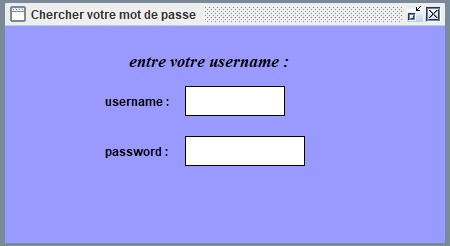 Chercher votre mot de passe
entre votre username :
username :
password :